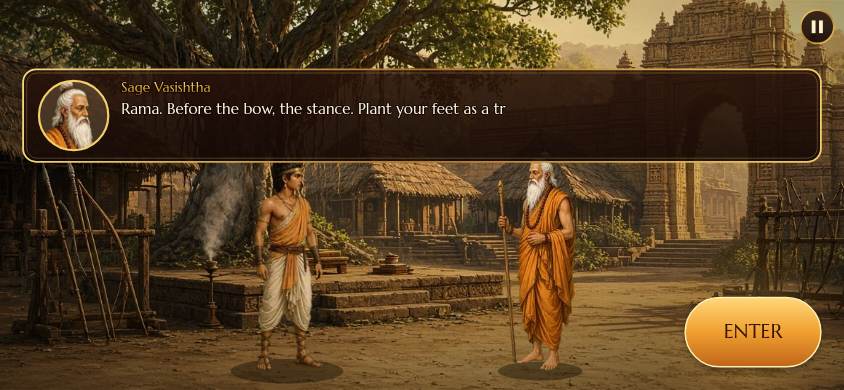 Sage Vasishtha
Rama. Before the bow, the stance. Plant your feet as a tr
ENTER